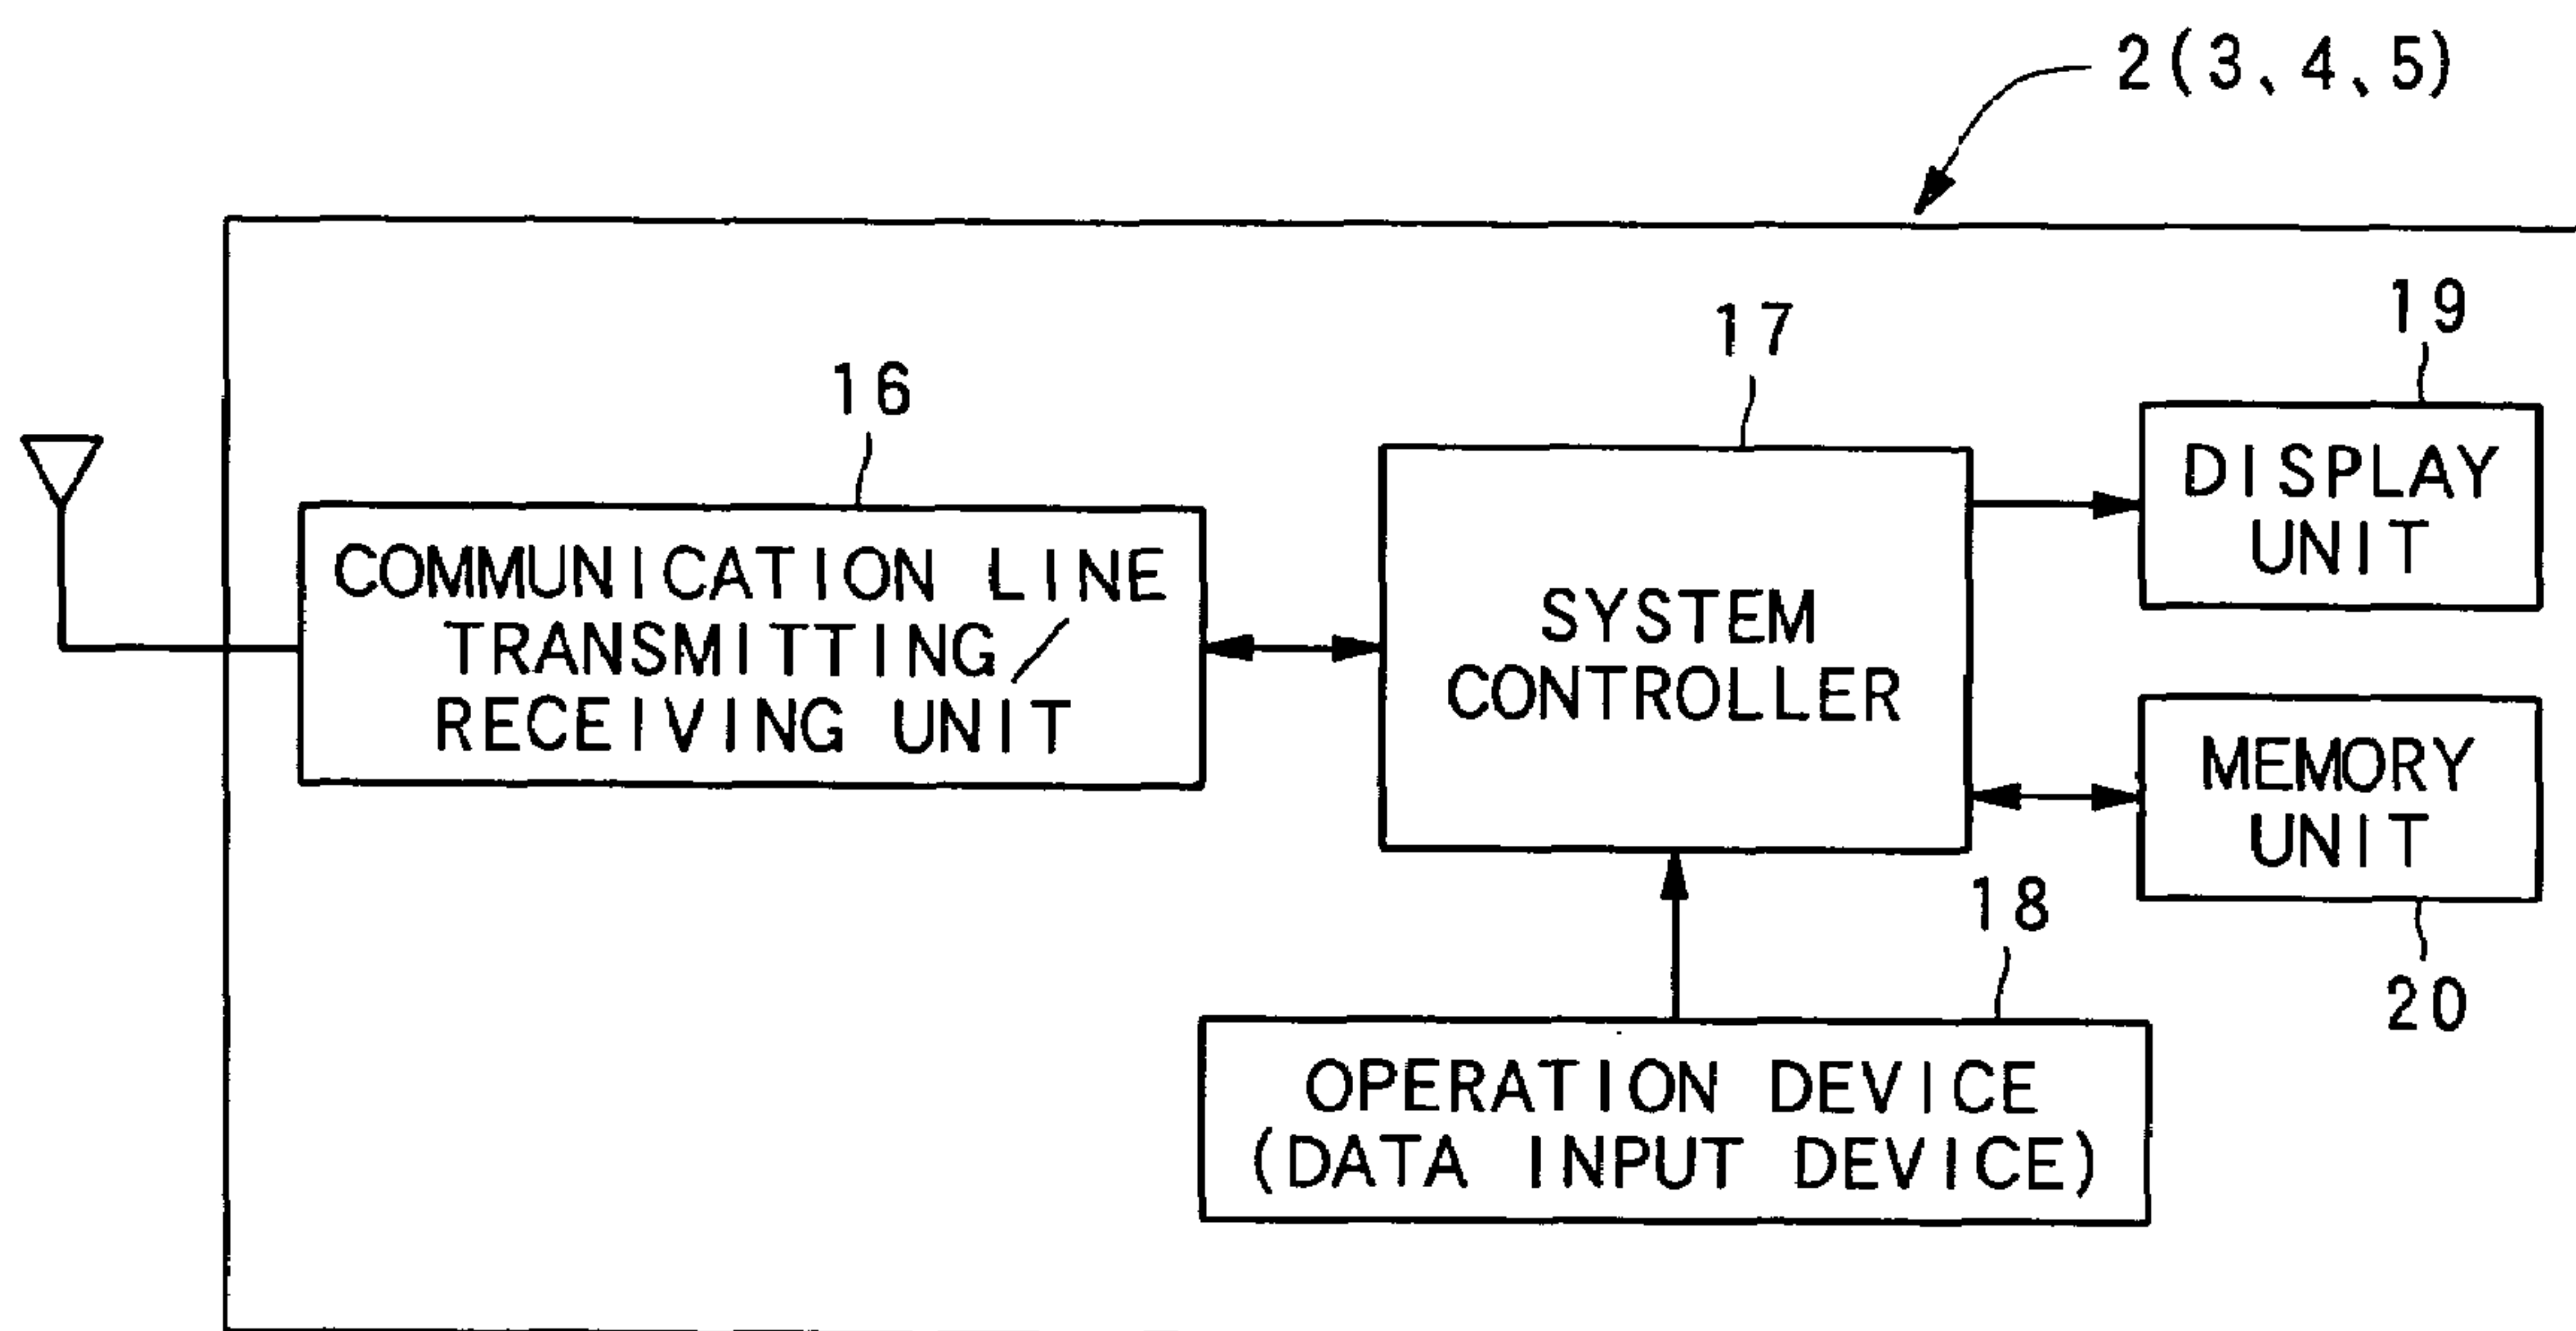 2(3、4、5)
16
COMMUNICATION LINE
TRANSMITTING/
RECEIVING UNIT
17
SYSTEM
CONTROLLER
19
DISPLAY
UNIT
MEMORY
UNIT
20
18
OPERATION DEVICE
(DATA INPUT DEVICE)